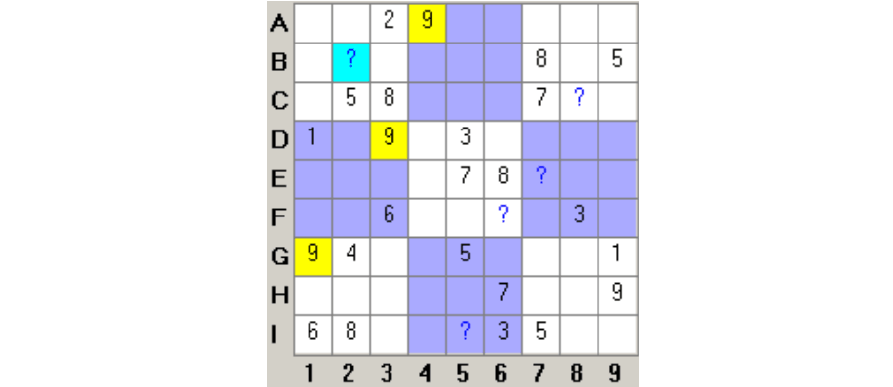 A 2 9
B ? 8 5
C 5 8 7 ?
D 1 9 3
E 7 8 ?
F 6 ? 3
G 9 4 5 1
H 7 9
I 6 8 ? 3 5
1 2 3 4 5 6 7 8 9